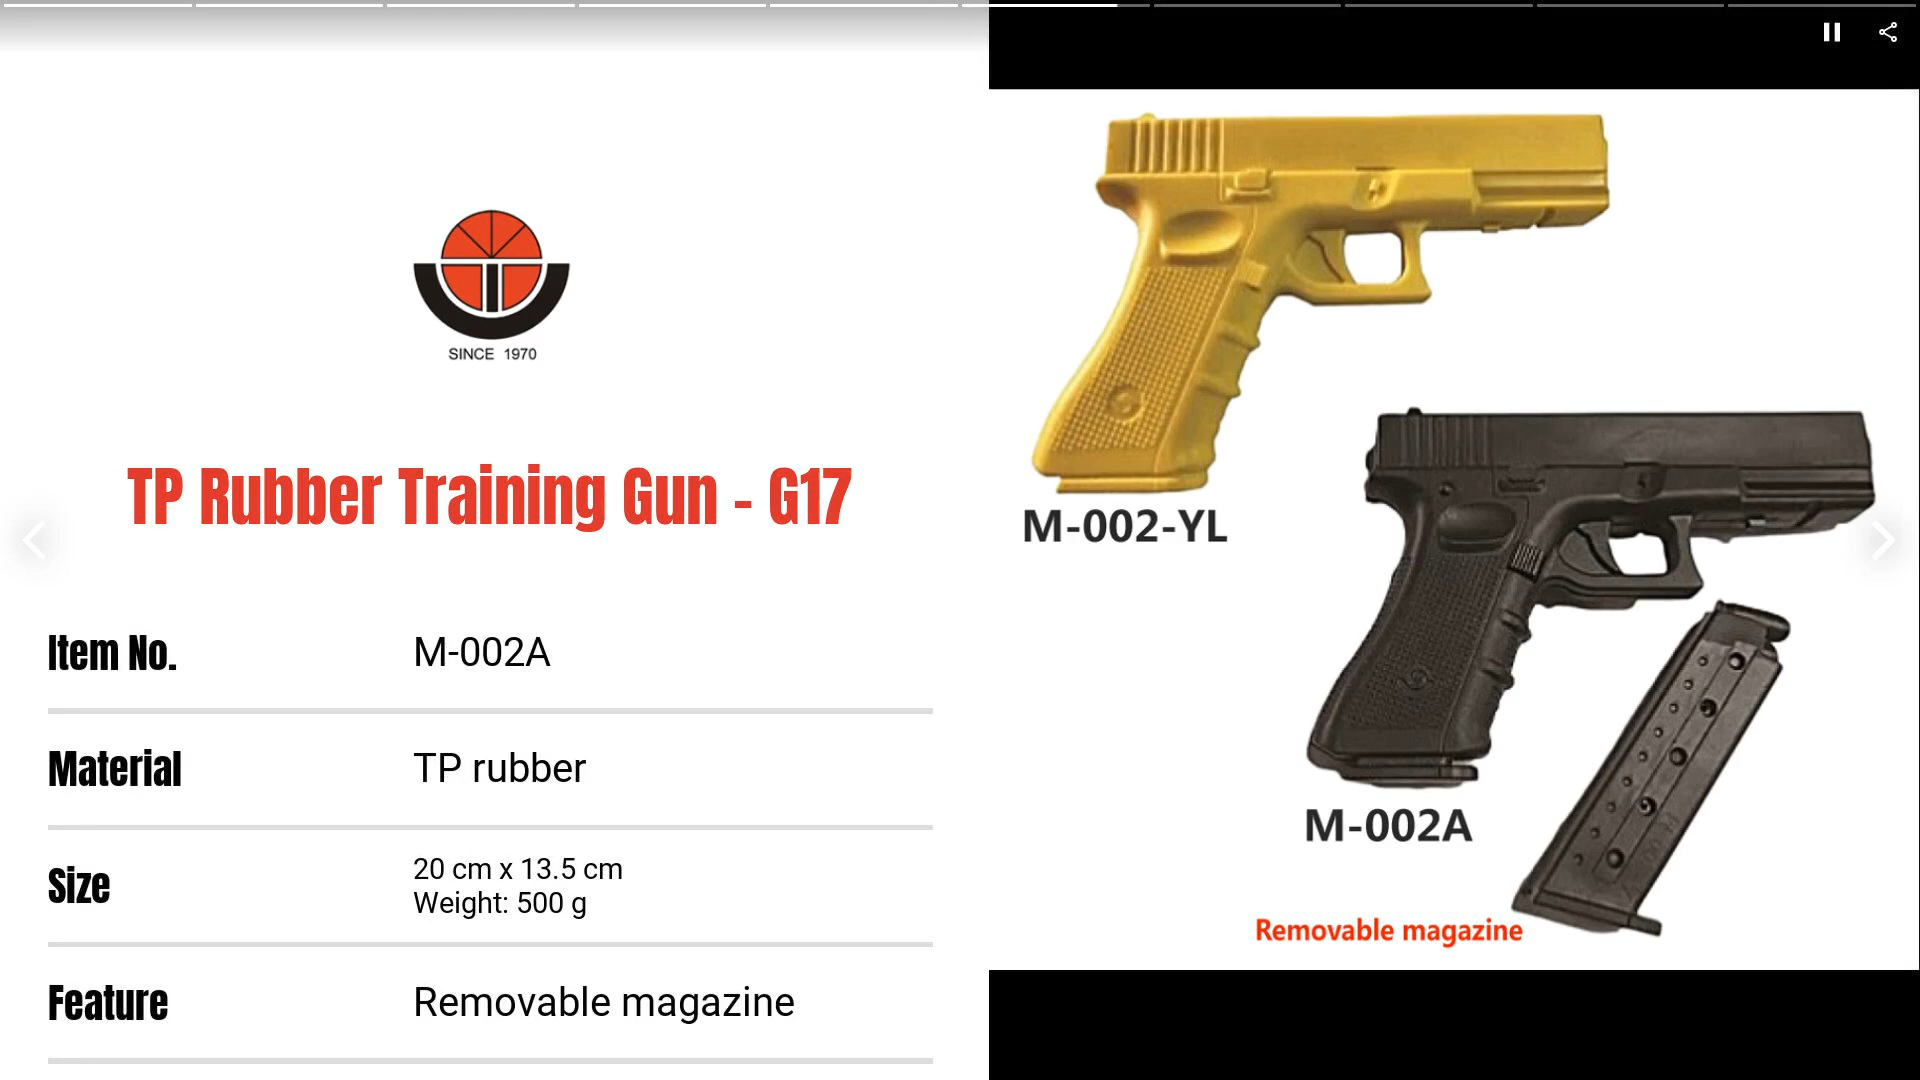 SINCE 1970
TP Rubber Training Gun - G17
Item No. M-002A
Material TP rubber
Size 20 cm x 13.5 cm
Weight: 500 g
Feature Removable magazine
M-002-YL
M-002A
Removable magazine